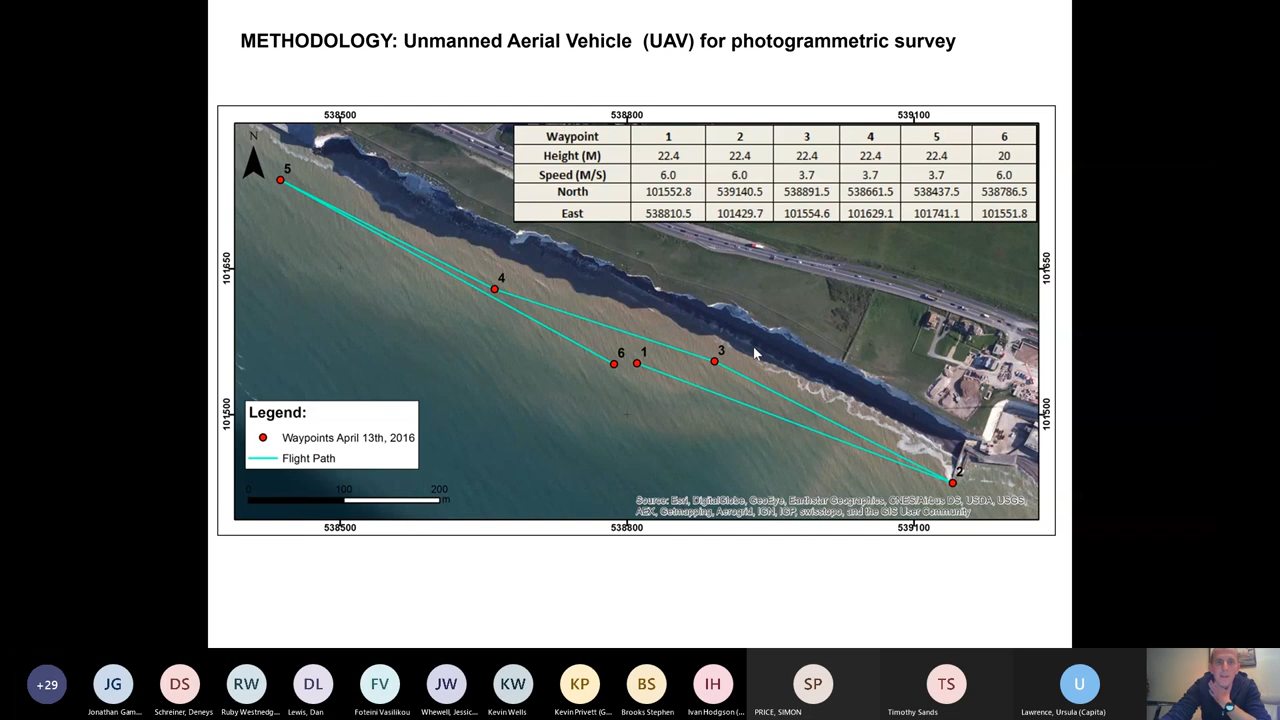 METHODOLOGY: Unmanned Aerial Vehicle (UAV) for photogrammetric survey
538500 538800 539100
N
Waypoint 1 2 3 4 5 6
Height (M) 22.4 22.4 22.4 22.4 22.4 20
Speed (M/S) 6.0 6.0 3.7 3.7 3.7 6.0
North 101552.8 539140.5 538891.5 538661.5 538437.5 538786.5
East 538810.5 101429.7 101554.6 101629.1 101741.1 101551.8
5
101650 101650
4
6 1 3
101500 101500
Legend:
Waypoints April 13th, 2016
Flight Path
2
0 100 200
m
Source: Esri, DigitalGlobe, GeoEye, Earthstar Geographics, CNES/Airbus DS, USDA, USGS,
AEX, Getmapping, Aerogrid, IGN, IGP, swisstopo, and the GIS User Community
538500 538800 539100
+29 JG DS RW DL FV JW KW KP BS IH SP TS U
Jonathan Gam... Schreiner, Deneys Ruby Westnedg... Lewis, Dan Foteini Vasilikou Whewell, Jessic... Kevin Wells Kevin Privett (G... Brooks Stephen Ivan Hodgson (... PRICE, SIMON Timothy Sands Lawrence, Ursula (Capita)